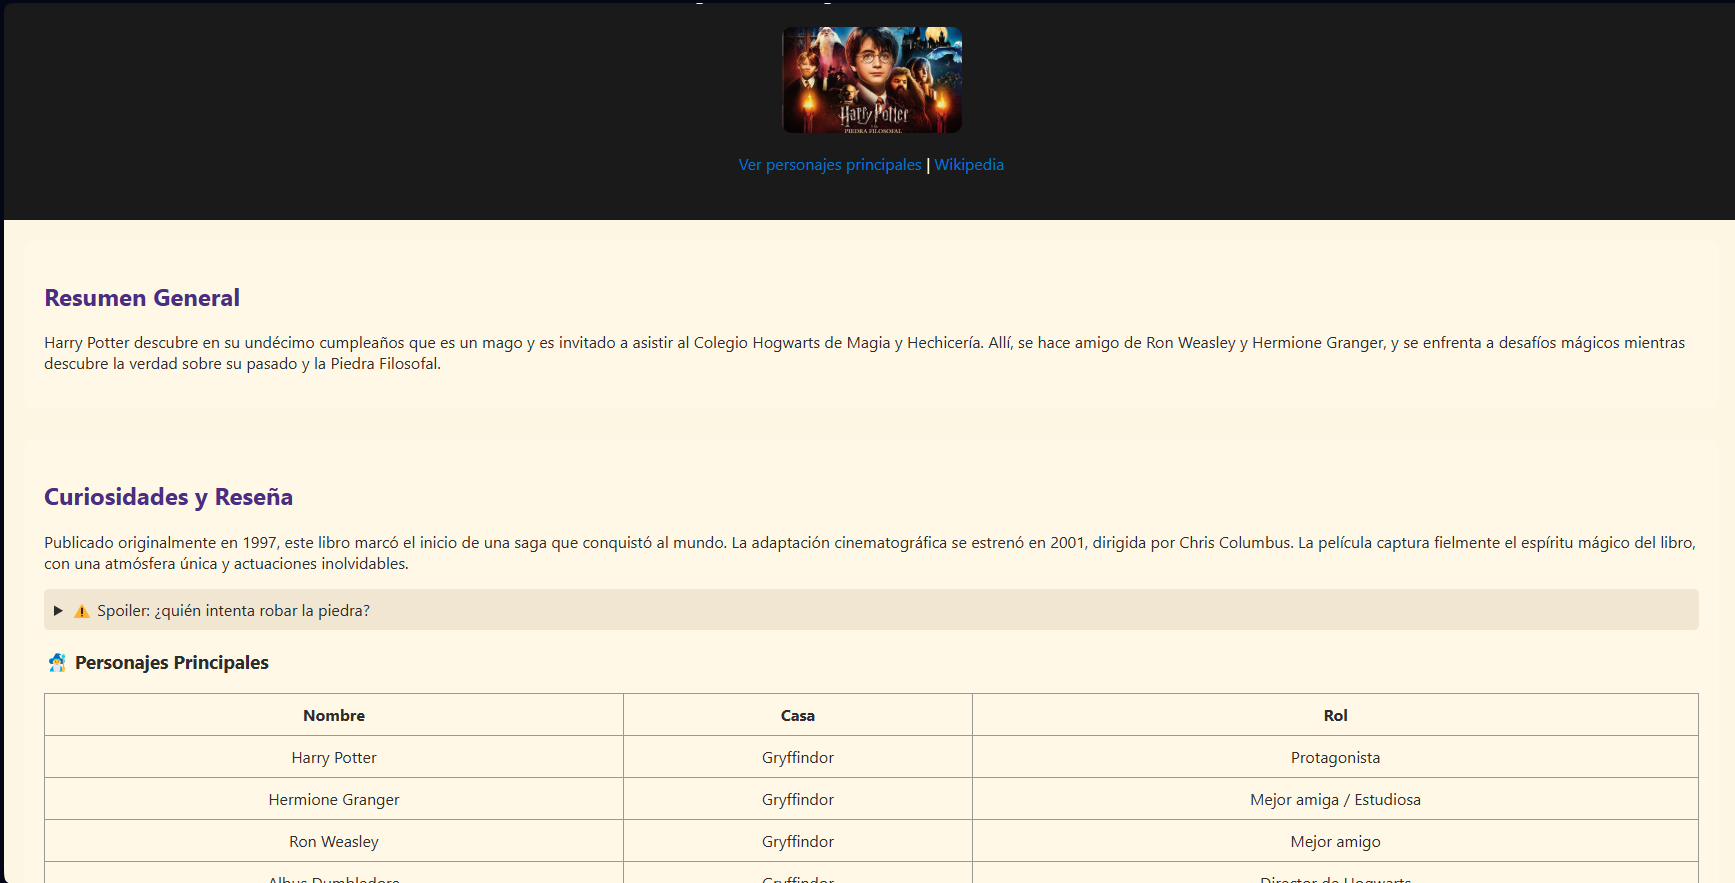 Harry Potter
PIEDRA FILOSOFAL
Ver personajes principales | Wikipedia
Resumen General
Harry Potter descubre en su undécimo cumpleaños que es un mago y es invitado a asistir al Colegio Hogwarts de Magia y Hechicería. Allí, se hace amigo de Ron Weasley y Hermione Granger, y se enfrenta a desafíos mágicos mientras
descubre la verdad sobre su pasado y la Piedra Filosofal.
Curiosidades y Reseña
Publicado originalmente en 1997, este libro marcó el inicio de una saga que conquistó al mundo. La adaptación cinematográfica se estrenó en 2001, dirigida por Chris Columbus. La película captura fielmente el espíritu mágico del libro,
con una atmósfera única y actuaciones inolvidables.
Spoiler: ¿quién intenta robar la piedra?
Personajes Principales
Nombre Casa Rol
Harry Potter Gryffindor Protagonista
Hermione Granger Gryffindor Mejor amiga / Estudiosa
Ron Weasley Gryffindor Mejor amigo
Albus Dumbledore Gryffindor Director de Hogwarts